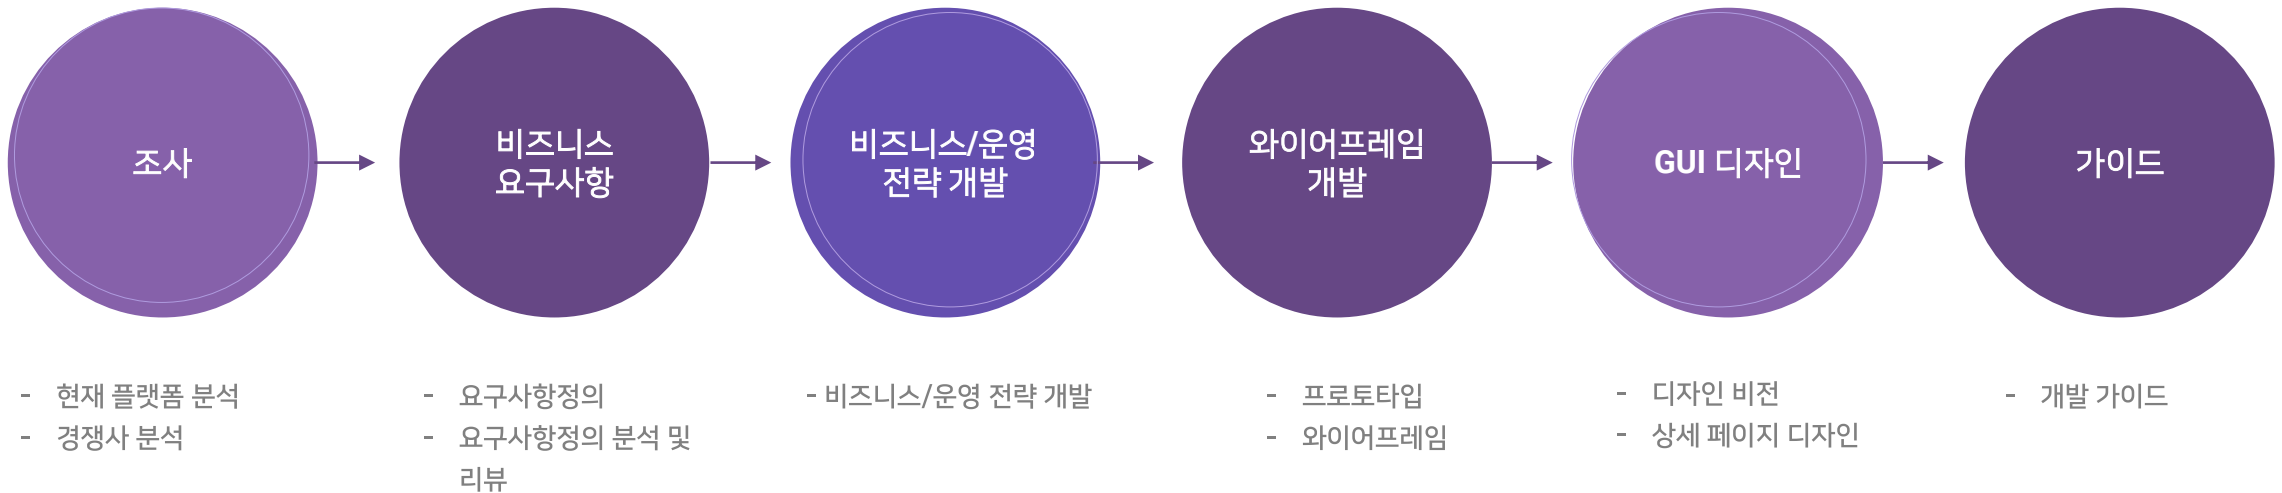 조사
비즈니스
요구사항
비즈니스/운영
전략 개발
와이어프레임
개발
GUI 디자인
가이드
- 현재 플랫폼 분석
- 경쟁사 분석
- 요구사항정의
- 요구사항정의 분석 및
리뷰
- 비즈니스/운영 전략 개발
- 프로토타입
- 와이어프레임
- 디자인 비전
- 상세 페이지 디자인
- 개발 가이드